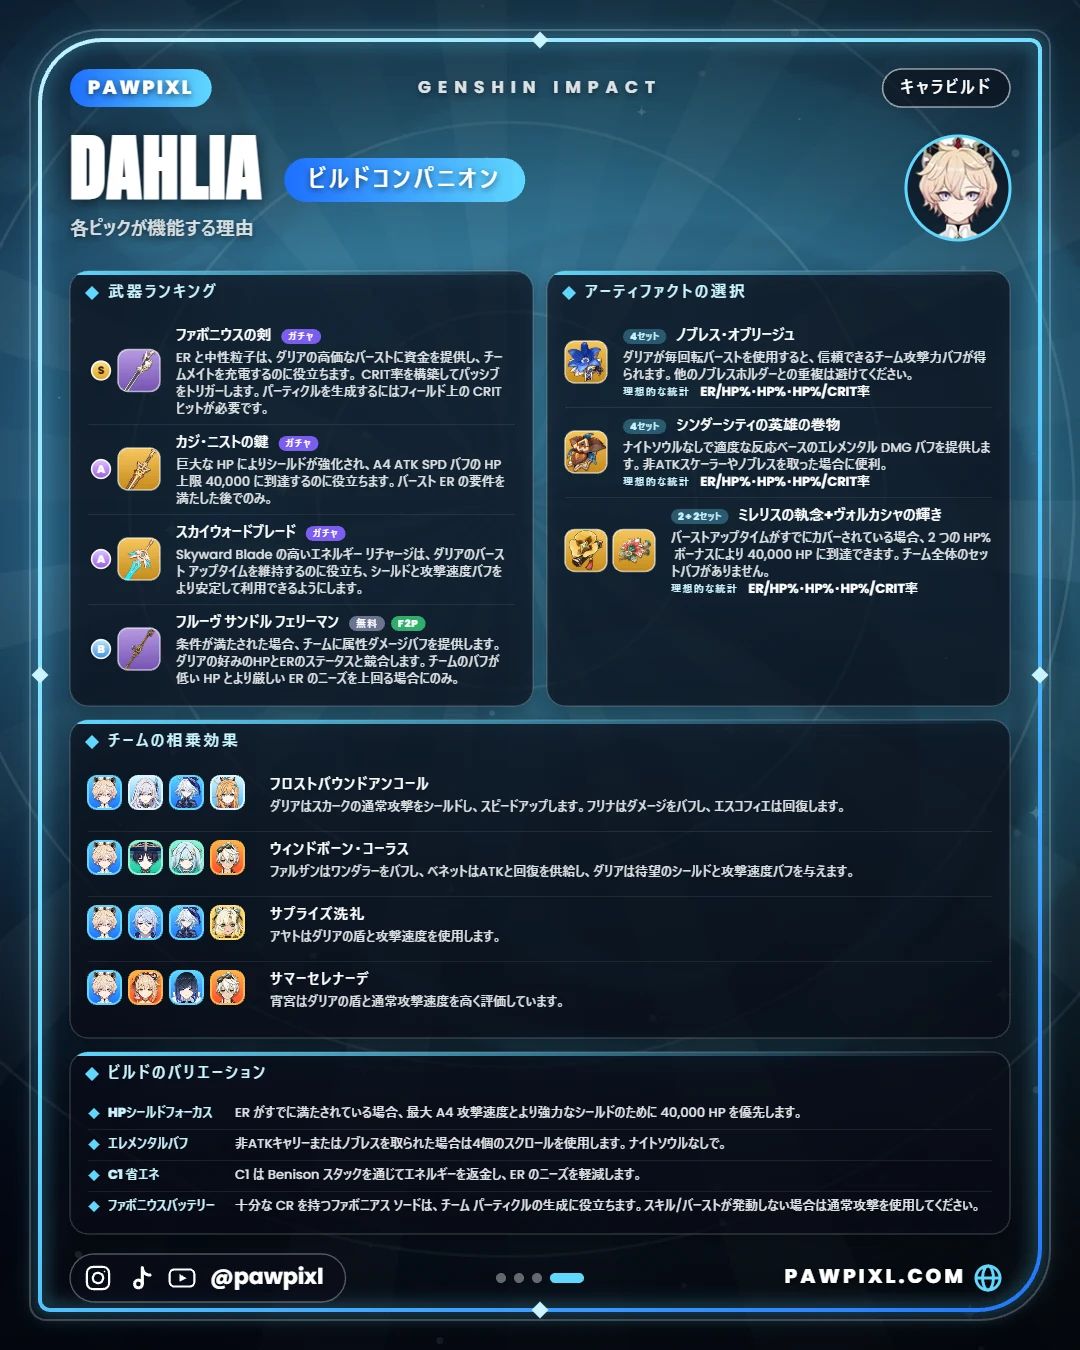 PAWPIXL
GENSHIN IMPACT
キャラビルド
DAHLIA
ビルドコンパニオン
各ピックが機能する理由
武器ランキング
S
ファボニウスの剣 ガチャ
ER と中性粒子は、ダリアの高価なバーストに資金を提供し、チー
ムメイトを充電するのに役立ちます。 CRIT率を構築してパッシブ
をトリガーします。パーティクルを生成するにはフィールド上の CRIT
ヒットが必要です。
A
カジ・ニストの鍵 ガチャ
巨大な HP によりシールドが強化され、A4 ATK SPD バフの HP
上限 40,000 に到達するのに役立ちます。バースト ER の要件を
満たした後でのみ。
A
スカイウォードブレード ガチャ
Skyward Blade の高いエネルギー リチャージは、ダリアのバース
ト アップタイムを維持するのに役立ち、シールドと攻撃速度バフを
より安定して利用できるようにします。
B
フルーヴ サンドル フェリーマン 無料 F2P
条件が満たされた場合、チームに属性ダメージバフを提供します。
ダリアの好みのHPとERのステータスと競合します。チームのバフが
低い HP とより厳しい ER のニーズを上回る場合にのみ。
アーティファクトの選択
4セット ノブレス・オブリージュ
ダリアが毎回転バーストを使用すると、信頼できるチーム攻撃力バフが得
られます。他のノブレスホルダーとの重複は避けてください。
理想的な統計 ER/HP%・HP%・HP%/CRIT率
4セット シンダーシティの英雄の巻物
ナイトソウルなしで適度な反応ベースのエレメンタル DMG バフを提供しま
す。非ATKスケーラーやノブレスを取った場合に便利。
理想的な統計 ER/HP%・HP%・HP%/CRIT率
2+2セット ミレリスの執念+ヴォルカシャの輝き
バーストアップタイムがすでにカバーされている場合、2 つの HP%
ボーナスにより 40,000 HP に到達できます。チーム全体のセッ
トバフがありません。
理想的な統計 ER/HP%・HP%・HP%/CRIT率
チームの相乗効果
フロストバウンドアンコール
ダリアはスカークの通常攻撃をシールドし、スピードアップします。フリナはダメージをバフし、エスコフィエは回復します。
ウィンドボーン・コーラス
ファルザンはワンダラーをバフし、ベネットはATKと回復を供給し、ダリアは待望のシールドと攻撃速度バフを与えます。
サプライズ洗礼
アヤトはダリアの盾と攻撃速度を使用します。
サマーセレナーデ
宵宮はダリアの盾と通常攻撃速度を高く評価しています。
ビルドのバリエーション
HPシールドフォーカス ER がすでに満たされている場合、最大 A4 攻撃速度とより強力なシールドのために 40,000 HP を優先します。
エレメンタルバフ 非ATKキャリーまたはノブレスを取られた場合は4個のスクロールを使用します。ナイトソウルなしで。
C1 省エネ C1 は Benison スタックを通じてエネルギーを返金し、ER のニーズを軽減します。
ファボニウスバッテリー 十分な CR を持つファボニアス ソードは、チーム パーティクルの生成に役立ちます。スキル/バーストが発動しない場合は通常攻撃を使用してください。
@pawpixl
PAWPIXL.COM